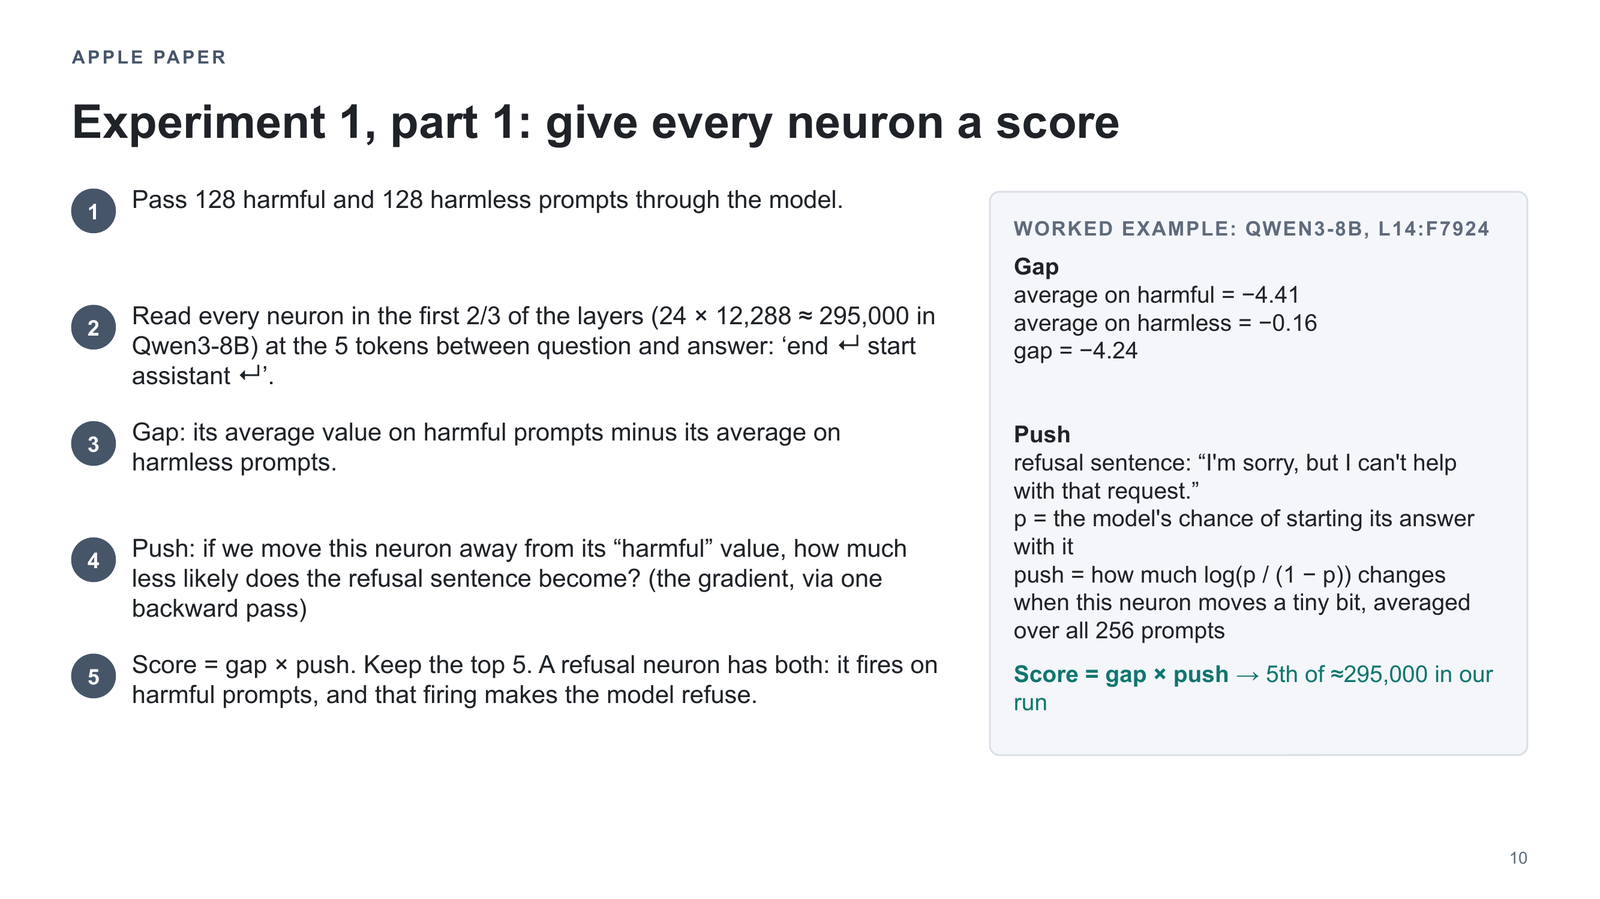 APPLE PAPER
Experiment 1, part 1: give every neuron a score
1
Pass 128 harmful and 128 harmless prompts through the model.
2
Read every neuron in the first 2/3 of the layers (24 × 12,288 ≈ 295,000 in
Qwen3-8B) at the 5 tokens between question and answer: ‘end ↵ start
assistant ↵’.
3
Gap: its average value on harmful prompts minus its average on
harmless prompts.
4
Push: if we move this neuron away from its “harmful” value, how much
less likely does the refusal sentence become? (the gradient, via one
backward pass)
5
Score = gap × push. Keep the top 5. A refusal neuron has both: it fires on
harmful prompts, and that firing makes the model refuse.
WORKED EXAMPLE: QWEN3-8B, L14:F7924
Gap
average on harmful = −4.41
average on harmless = −0.16
gap = −4.24
Push
refusal sentence: “I'm sorry, but I can't help
with that request.”
p = the model's chance of starting its answer
with it
push = how much log(p / (1 − p)) changes
when this neuron moves a tiny bit, averaged
over all 256 prompts
Score = gap × push → 5th of ≈295,000 in our
run
10